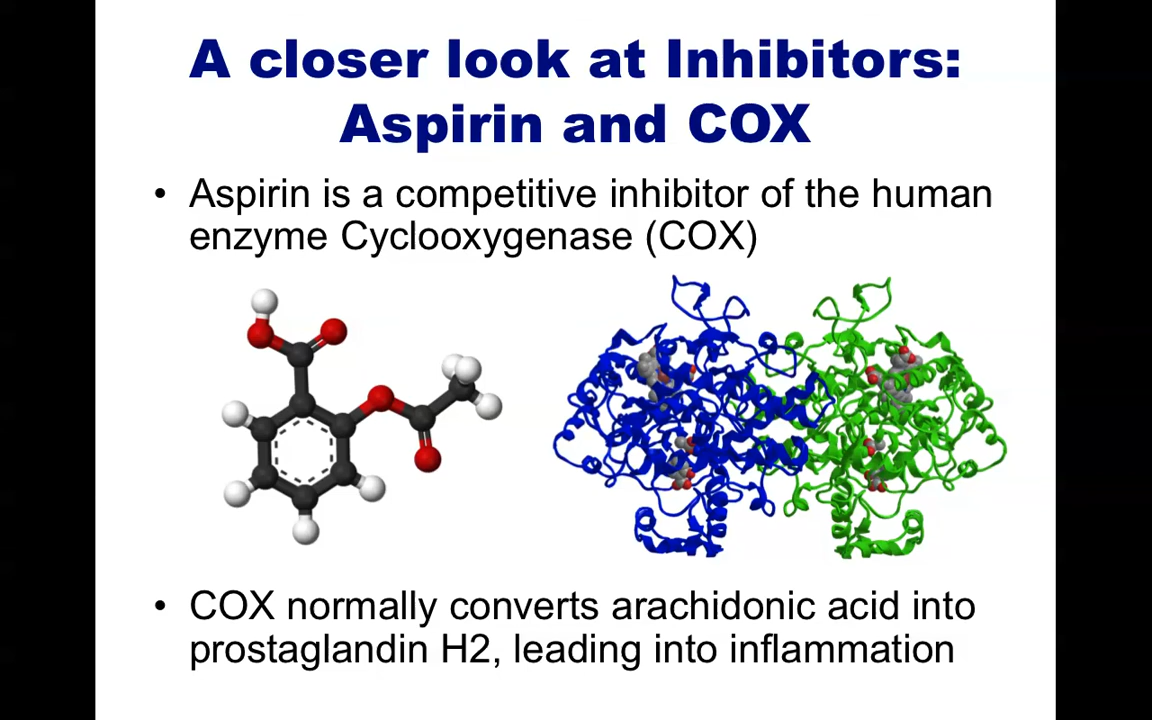 A closer look at Inhibitors:
Aspirin and COX
• Aspirin is a competitive inhibitor of the human
enzyme Cyclooxygenase (COX)
• COX normally converts arachidonic acid into
prostaglandin H2, leading into inflammation